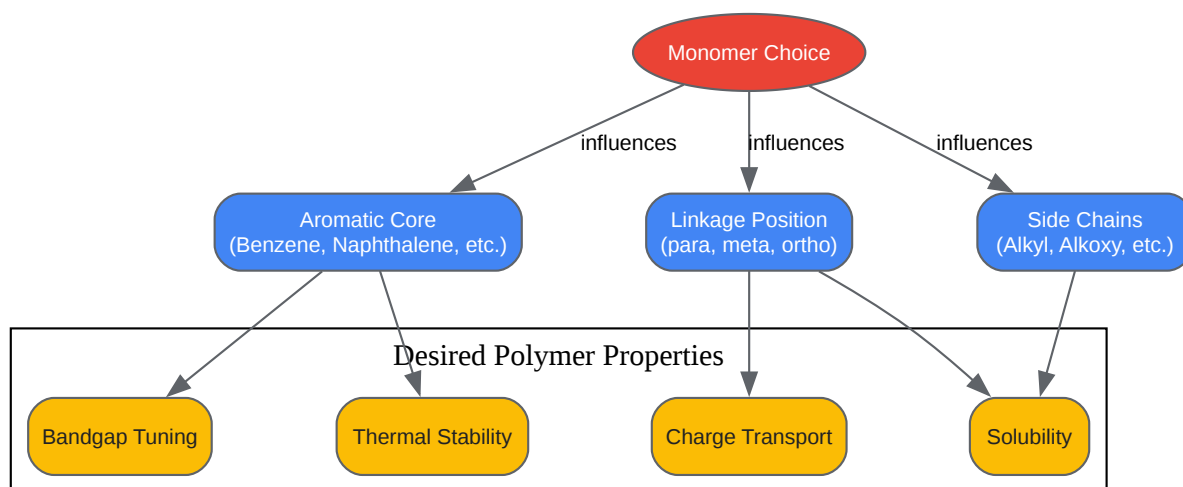 Monomer Choice
influences
influences
influences
Aromatic Core
(Benzene, Naphthalene, etc.)
Linkage Position
(para, meta, ortho)
Side Chains
(Alkyl, Alkoxy, etc.)
Desired Polymer Properties
Bandgap Tuning
Thermal Stability
Charge Transport
Solubility